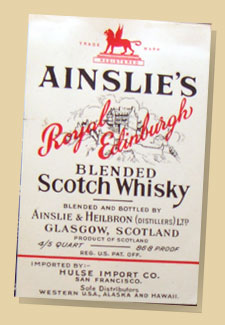 TRADE MARK
REGISTERED
AINSLIE'S
Royal
Edinburgh
BLENDED
Scotch Whisky
BLENDED AND BOTTLED BY
AINSLIE & HEILBRON (DISTILLERS) LTD
GLASGOW, SCOTLAND
PRODUCT OF SCOTLAND
4/5 QUART 86.8 PROOF
REG. U.S. PAT. OFF.
IMPORTED BY:-
HULSE IMPORT CO.
SAN FRANCISCO.
Sole Distributors
WESTERN USA, ALASKA AND HAWAII.